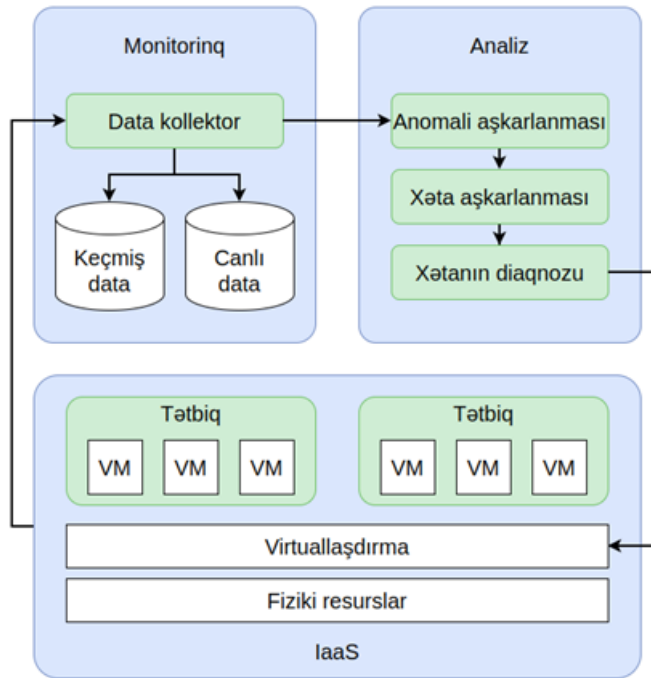 Monitorinq
Analiz
Data kollektor
Anomali aşkarlanması
Xəta aşkarlanması
Keçmiş
data
Canlı
data
Xətanın diaqnozu
Tətbiq
VM
VM
VM
Tətbiq
VM
VM
VM
Virtuallaşdırma
Fiziki resurslar
IaaS